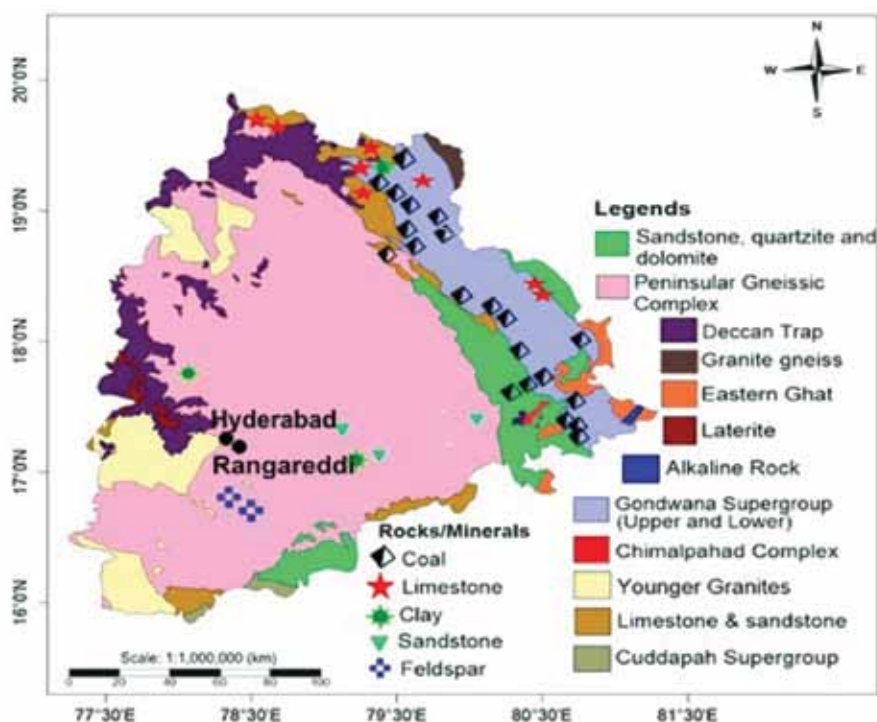 N
W E
S
20°0'N
19°0'N
18°0'N
17°0'N
16°0'N
Hyderabad
Rangareddi
Legends
Sandstone, quartzite and
dolomite
Peninsular Gneissic
Complex
Deccan Trap
Granite gneiss
Eastern Ghat
Laterite
Alkaline Rock
Gondwana Supergroup
(Upper and Lower)
Chimalpahad Complex
Younger Granites
Limestone & sandstone
Cuddapah Supergroup
Rocks/Minerals
Coal
Limestone
Clay
Sandstone
Feldspar
Scale: 1:1,000,000 (km)
0 20 40 60 80 100
77°30'E 78°30'E 79°30'E 80°30'E 81°30'E